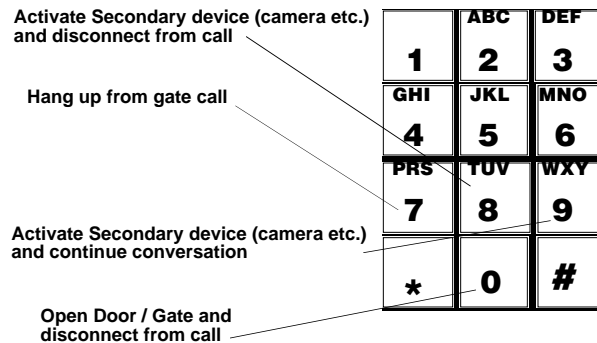 Activate Secondary device (camera etc.)
and disconnect from call
Hang up from gate call
Activate Secondary device (camera etc.)
and continue conversation
Open Door / Gate and
disconnect from call
ABC DEF
1 2 3
GHI JKL MNO
4 5 6
PRS TUV WXY
7 8 9
* 0 #